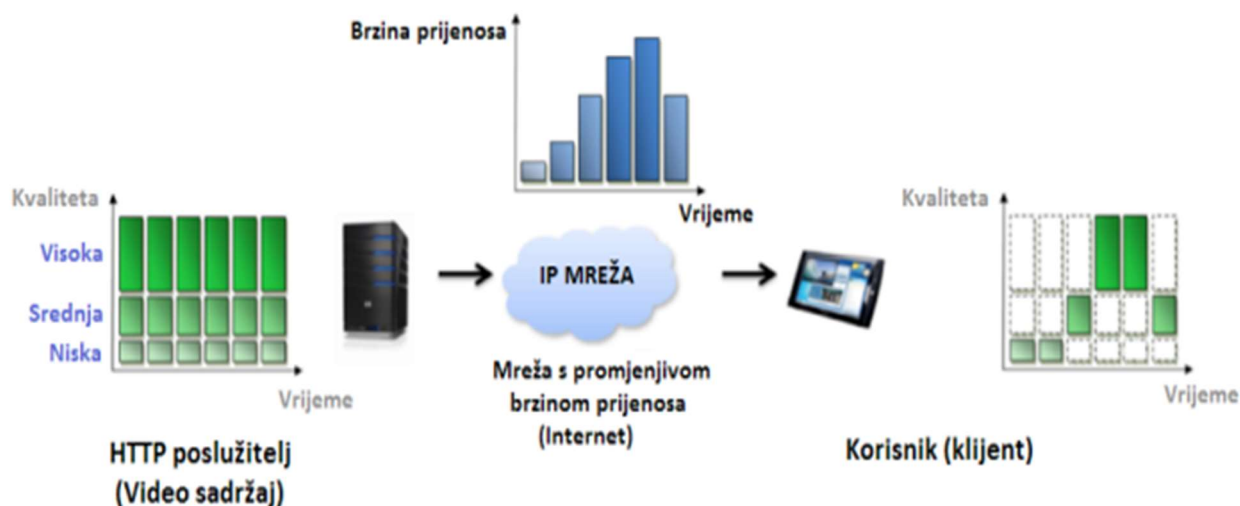 Brzina prijenosa
Vrijeme
Kvaliteta
Visoka
Srednja
Niska
Vrijeme
HTTP poslužitelj
(Video sadržaj)
IP MREŽA
Mreža s promjenjivom
brzinom prijenosa
(Internet)
Kvaliteta
Vrijeme
Korisnik (klijent)